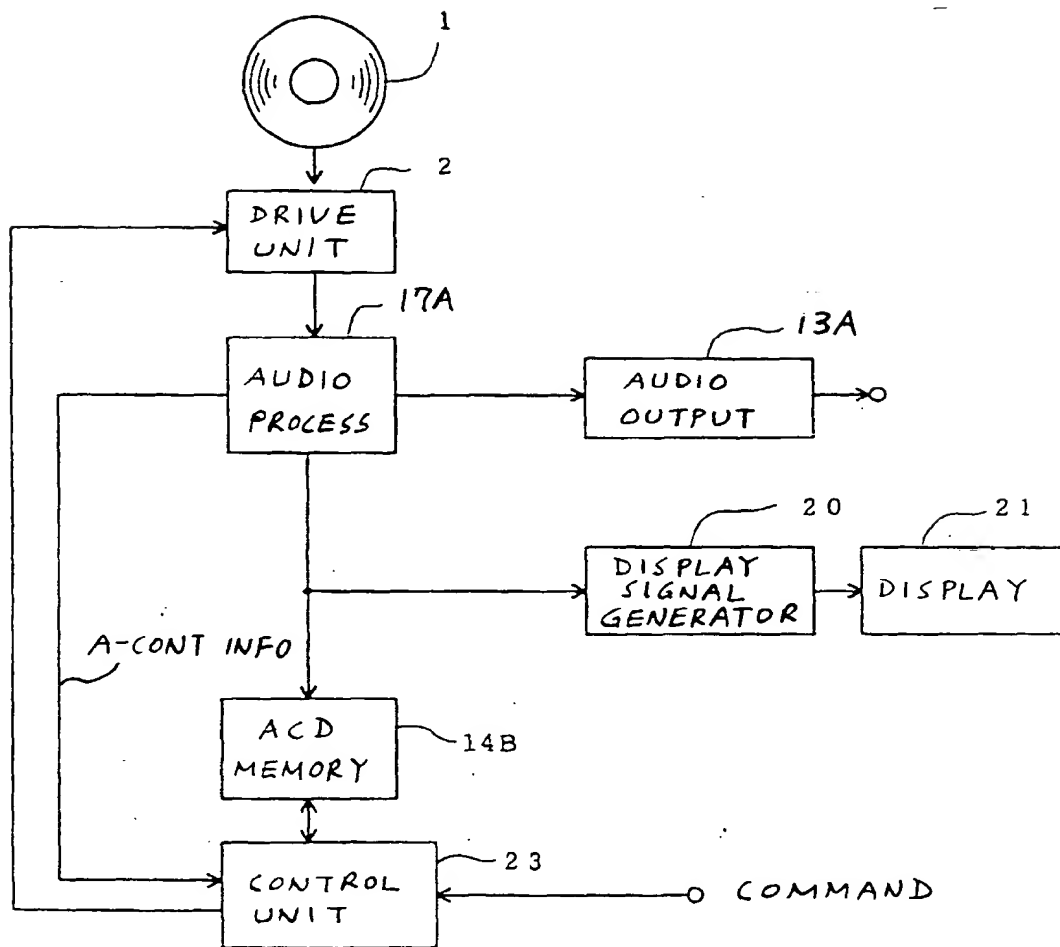 1
2
DRIVE
UNIT
17A
AUDIO
PROCESS
13A
AUDIO
OUTPUT
20
DISPLAY
SIGNAL
GENERATOR
21
DISPLAY
A-CONT INFO
ACD
MEMORY
14B
CONTROL
UNIT
23
COMMAND